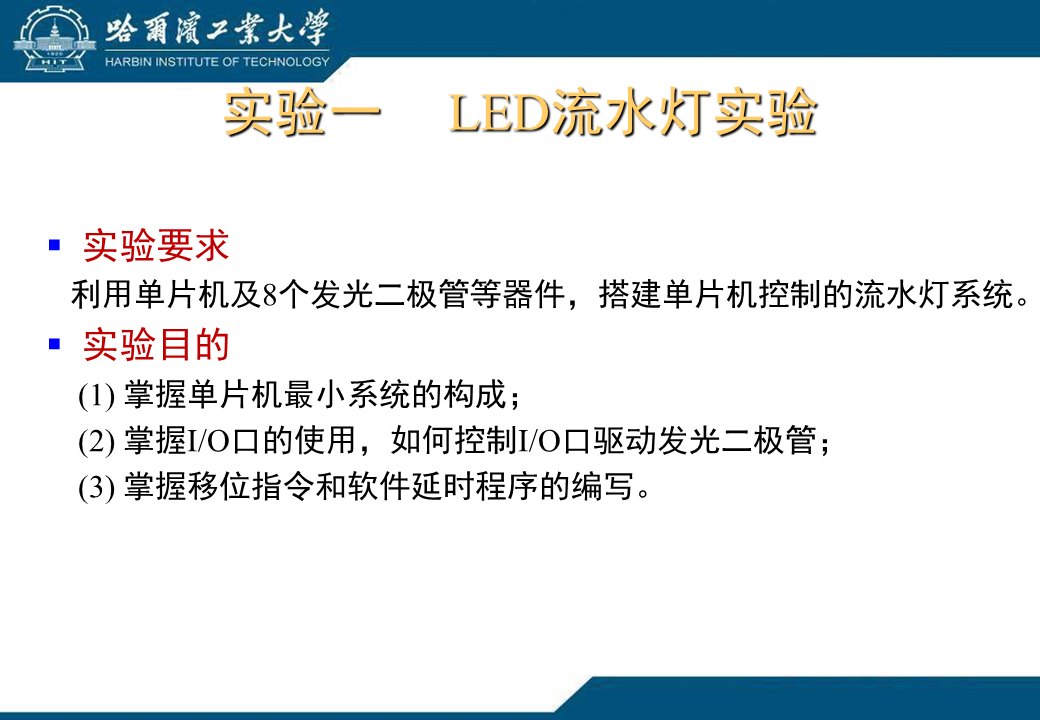 哈爾濱工業大學
HARBIN INSTITUTE OF TECHNOLOGY
1920
HIT
实验一 LED流水灯实验
实验要求
利用单片机及8个发光二极管等器件，搭建单片机控制的流水灯系统。
实验目的
(1) 掌握单片机最小系统的构成；
(2) 掌握I/O口的使用，如何控制I/O口驱动发光二极管；
(3) 掌握移位指令和软件延时程序的编写。